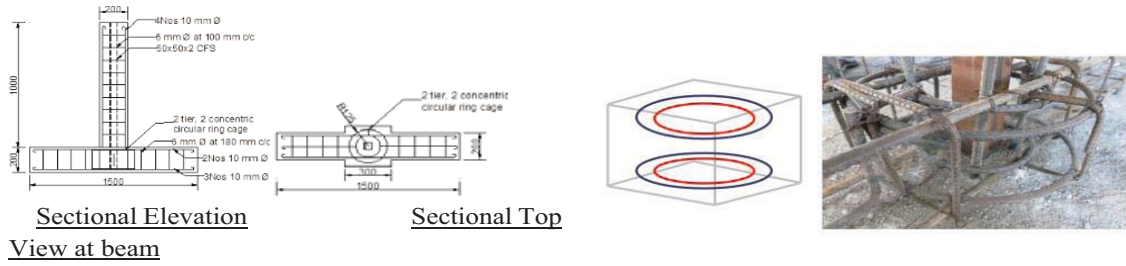 200
4Nos 10 mm Ø
6 mm Ø at 100 mm c/c
50x50x2 CFS
1000
2 tier, 2 concentric
circular ring cage
6 mm Ø at 180 mm c/c
200
2Nos 10 mm Ø
3Nos 10 mm Ø
1500
2 tier, 2 concentric
circular ring cage
R125
200
300
1500
Sectional Elevation
Sectional Top
View at beam